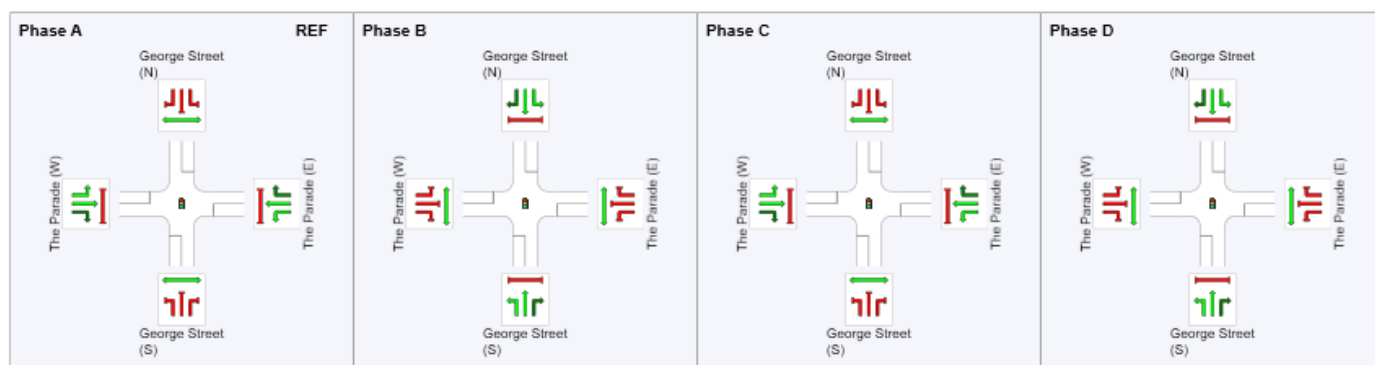 Phase A REF
George Street
(N)
The Parade (W)
The Parade (E)
George Street
(S)
Phase B
George Street
(N)
The Parade (W)
The Parade (E)
George Street
(S)
Phase C
George Street
(N)
The Parade (W)
The Parade (E)
George Street
(S)
Phase D
George Street
(N)
The Parade (W)
The Parade (E)
George Street
(S)